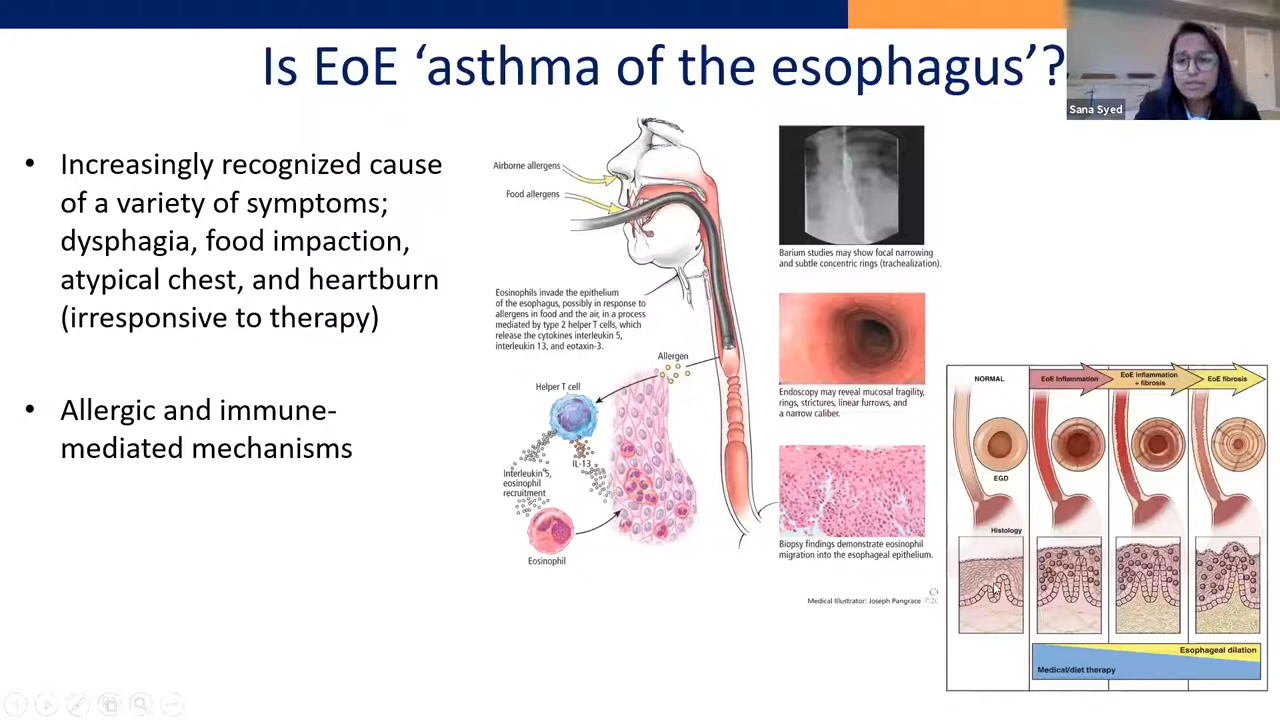 Is EoE ‘asthma of the esophagus’?
Sana Syed
• Increasingly recognized cause
of a variety of symptoms;
dysphagia, food impaction,
atypical chest, and heartburn
(irresponsive to therapy)
• Allergic and immune-
mediated mechanisms
Airborne allergens
Food allergens
Eosinophils invade the epithelium
of the esophagus, possibly in response to
allergens in food and the air, in a process
mediated by type 2 helper T cells, which
release the cytokines interleukin 5,
interleukin 13, and eotaxin-3.
Allergen
Helper T cell
IL-13
Interleukin 5,
eosinophil
recruitment
Eosinophil
Barium studies may show focal narrowing
and subtle concentric rings (trachealization).
Endoscopy may reveal mucosal fragility,
rings, strictures, linear furrows, and
a narrow caliber.
Biopsy findings demonstrate eosinophil
migration into the esophageal epithelium.
Medical Illustrator: Joseph Pangrace
NORMAL
EoE Inflammation
EoE Inflammation
+ fibrosis
EoE fibrosis
EGD
Histology
Esophageal dilation
Medical/diet therapy